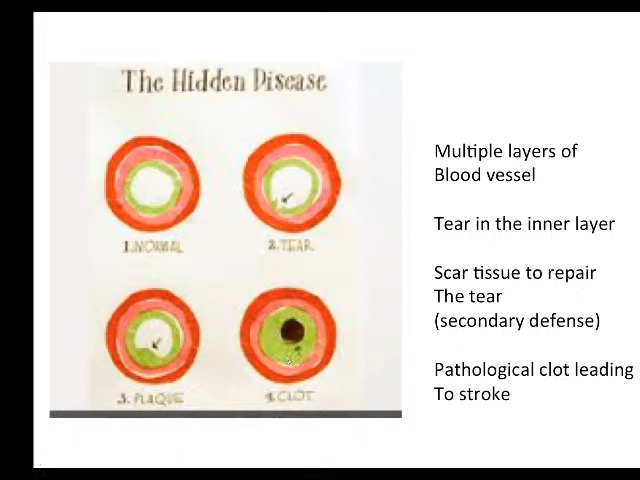 The Hidden Disease
1. NORMAL
2. TEAR
3. PLAQUE
4. CLOT
Multiple layers of
Blood vessel
Tear in the inner layer
Scar tissue to repair
The tear
(secondary defense)
Pathological clot leading
To stroke